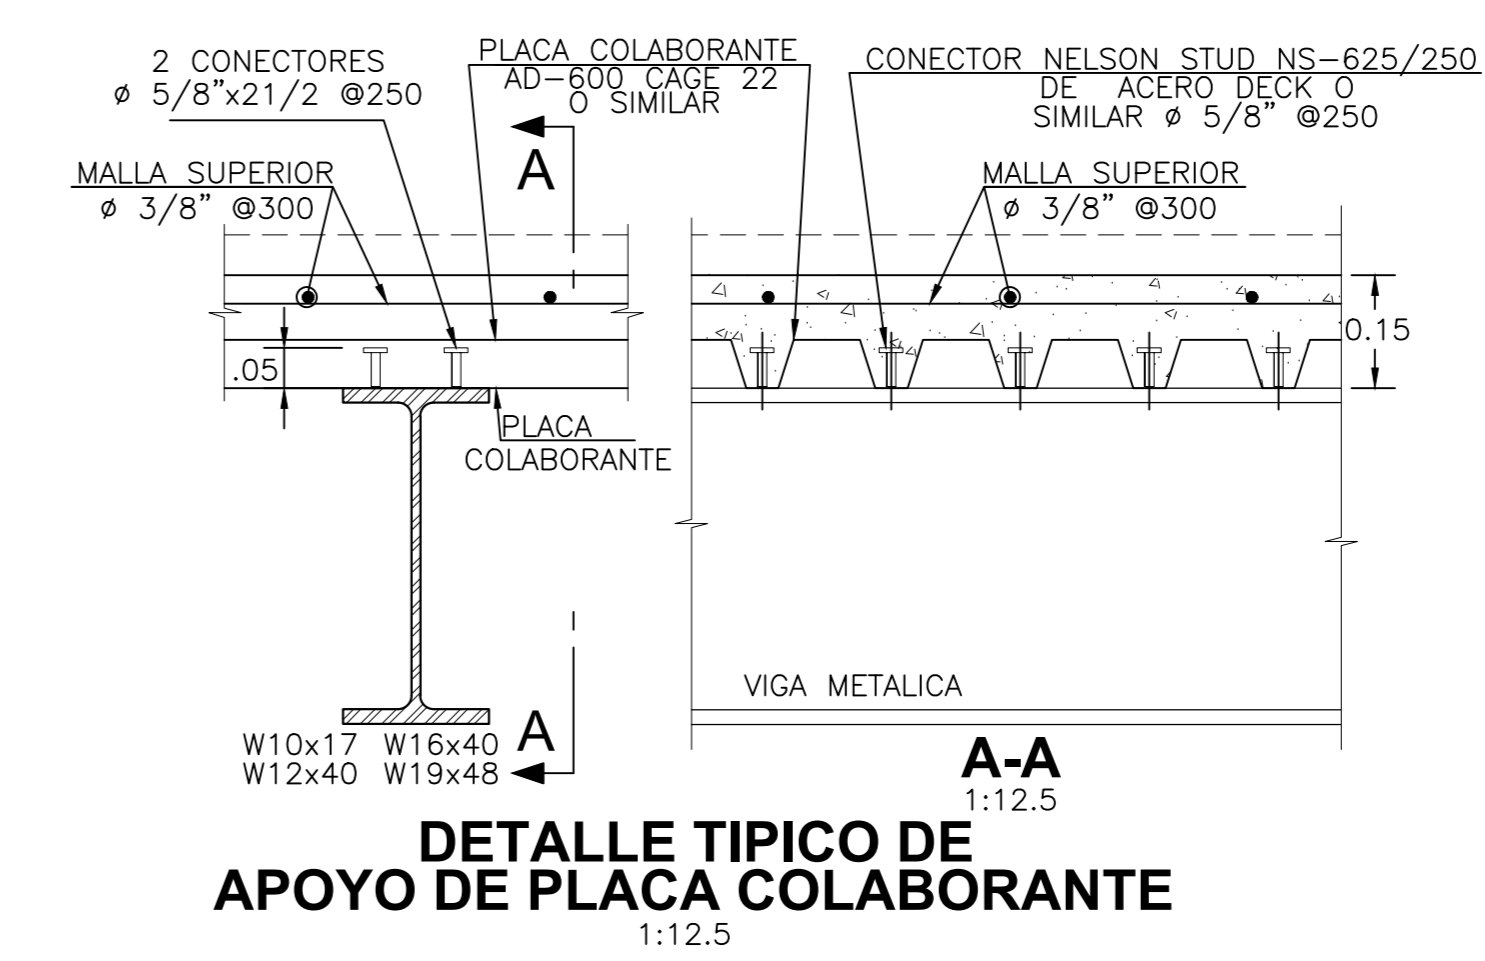 2 CONECTORES
ø 5/8”x21/2 @250
PLACA COLABORANTE
AD-600 CAGE 22
O SIMILAR
CONECTOR NELSON STUD NS-625/250
DE ACERO DECK O
SIMILAR ø 5/8” @250
A
MALLA SUPERIOR
ø 3/8” @300
MALLA SUPERIOR
ø 3/8” @300
0.15
.05
PLACA
COLABORANTE
VIGA METALICA
W10x17 W16x40
W12x40 W19x48
A
A-A
1:12.5
DETALLE TIPICO DE
APOYO DE PLACA COLABORANTE
1:12.5